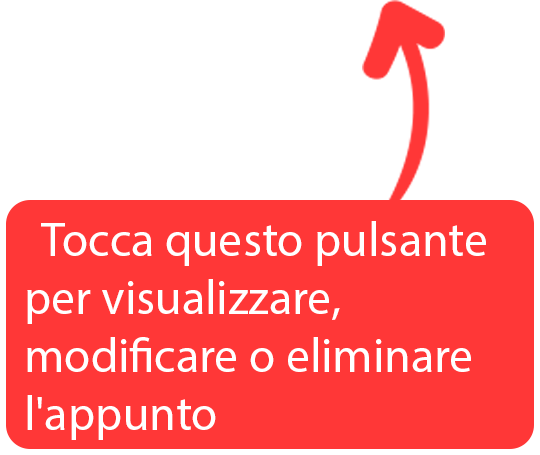 Tocca questo pulsante
per visualizzare,
modificare o eliminare
l'appunto